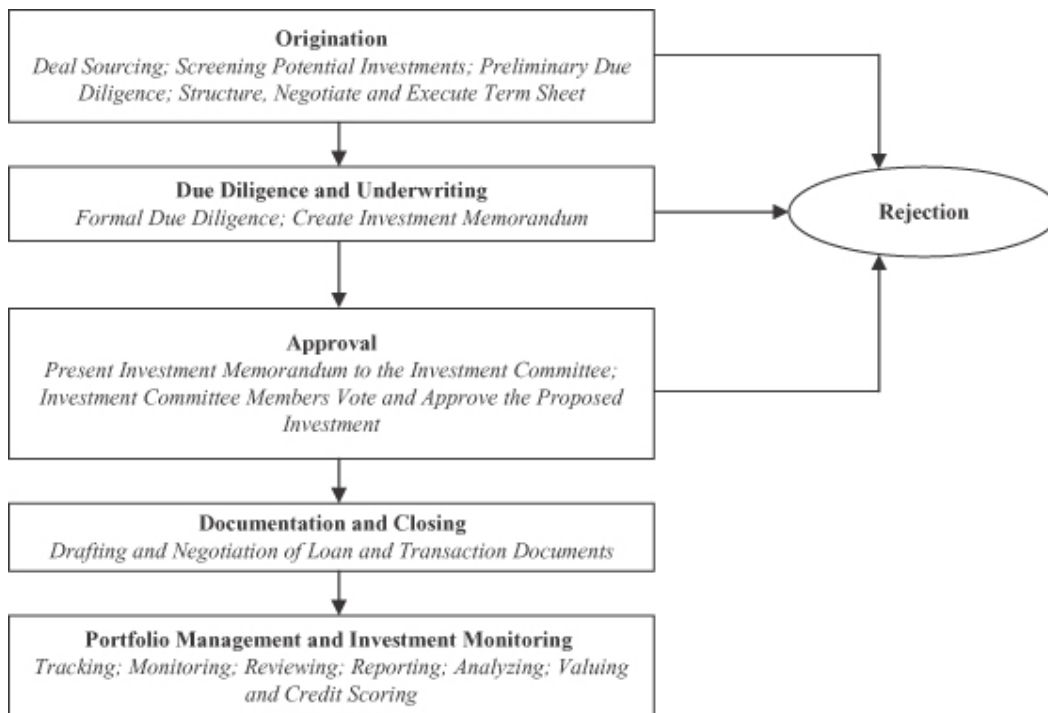 Origination
Deal Sourcing; Screening Potential Investments; Preliminary Due
Diligence; Structure, Negotiate and Execute Term Sheet
Due Diligence and Underwriting
Formal Due Diligence; Create Investment Memorandum
Rejection
Approval
Present Investment Memorandum to the Investment Committee;
Investment Committee Members Vote and Approve the Proposed
Investment
Documentation and Closing
Drafting and Negotiation of Loan and Transaction Documents
Portfolio Management and Investment Monitoring
Tracking; Monitoring; Reviewing; Reporting; Analyzing; Valuing
and Credit Scoring